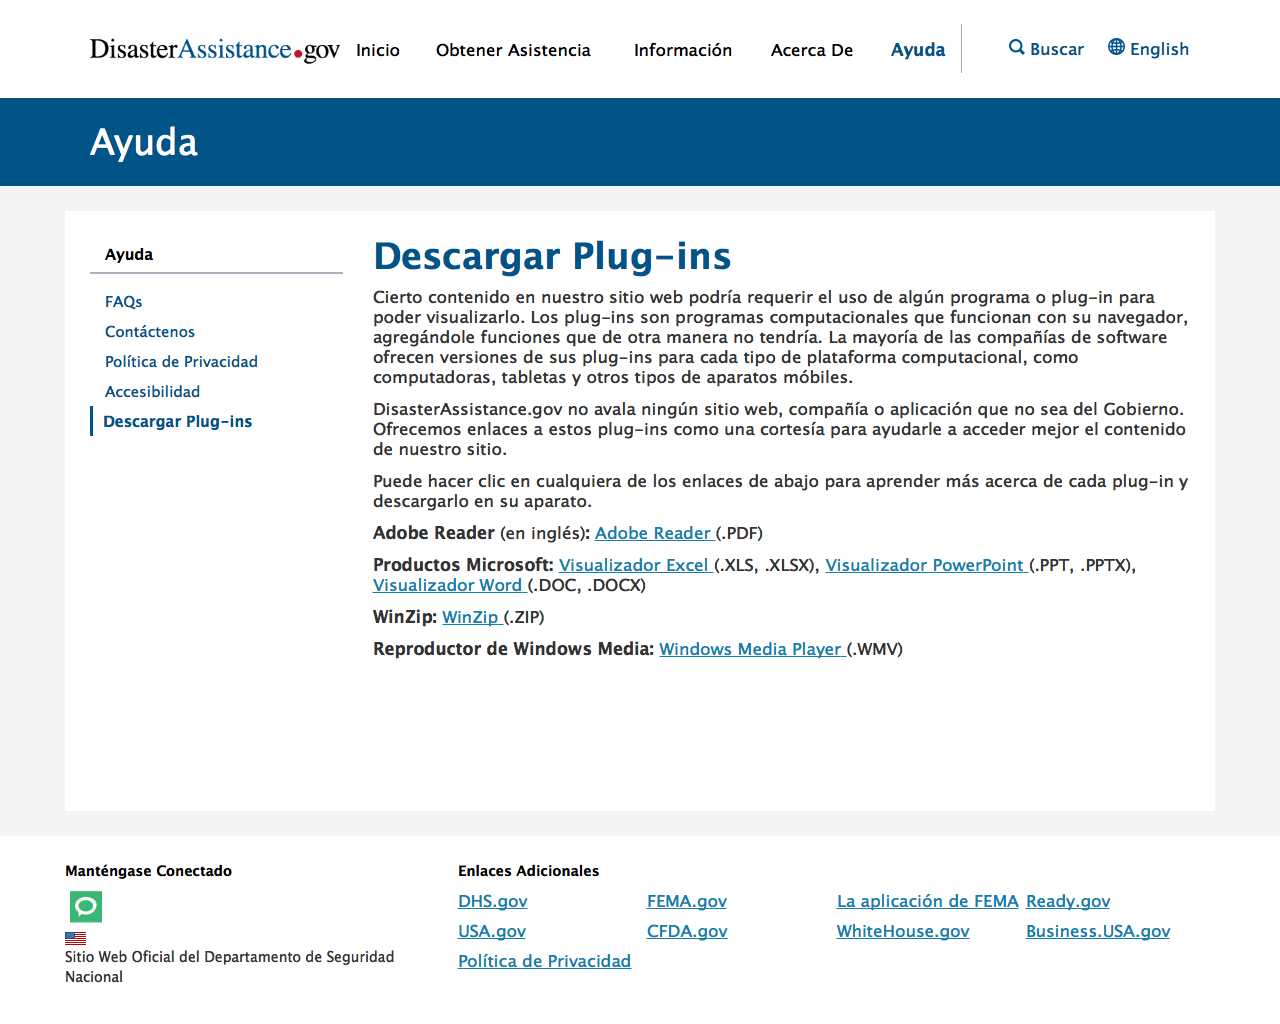 DisasterAssistance.gov Inicio Obtener Asistencia Información Acerca De Ayuda Buscar English
Ayuda
Ayuda
FAQs
Contáctenos
Política de Privacidad
Accesibilidad
Descargar Plug-ins
Descargar Plug-ins
Cierto contenido en nuestro sitio web podría requerir el uso de algún programa o plug-in para
poder visualizarlo. Los plug-ins son programas computacionales que funcionan con su navegador,
agregándole funciones que de otra manera no tendría. La mayoría de las compañías de software
ofrecen versiones de sus plug-ins para cada tipo de plataforma computacional, como
computadoras, tabletas y otros tipos de aparatos móbiles.
DisasterAssistance.gov no avala ningún sitio web, compañía o aplicación que no sea del Gobierno.
Ofrecemos enlaces a estos plug-ins como una cortesía para ayudarle a acceder mejor el contenido
de nuestro sitio.
Puede hacer clic en cualquiera de los enlaces de abajo para aprender más acerca de cada plug-in y
descargarlo en su aparato.
Adobe Reader (en inglés): Adobe Reader (.PDF)
Productos Microsoft: Visualizador Excel (.XLS, .XLSX), Visualizador PowerPoint (.PPT, .PPTX),
Visualizador Word (.DOC, .DOCX)
WinZip: WinZip (.ZIP)
Reproductor de Windows Media: Windows Media Player (.WMV)
Manténgase Conectado
Sitio Web Oficial del Departamento de Seguridad
Nacional
Enlaces Adicionales
DHS.gov FEMA.gov La aplicación de FEMA Ready.gov
USA.gov CFDA.gov WhiteHouse.gov Business.USA.gov
Política de Privacidad